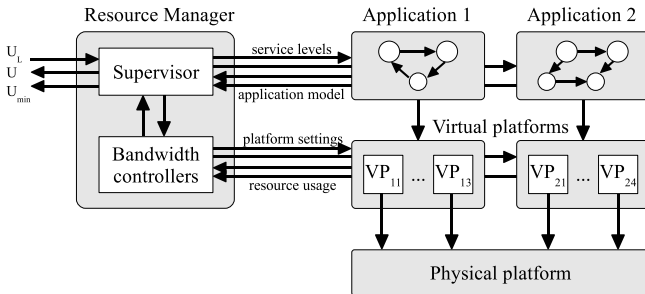 Resource Manager
Application 1
Application 2
U_L
U
U_min
Supervisor
service levels
application model
Bandwidth
controllers
platform settings
resource usage
Virtual platforms
VP_11 ... VP_13
VP_21 ... VP_24
Physical platform